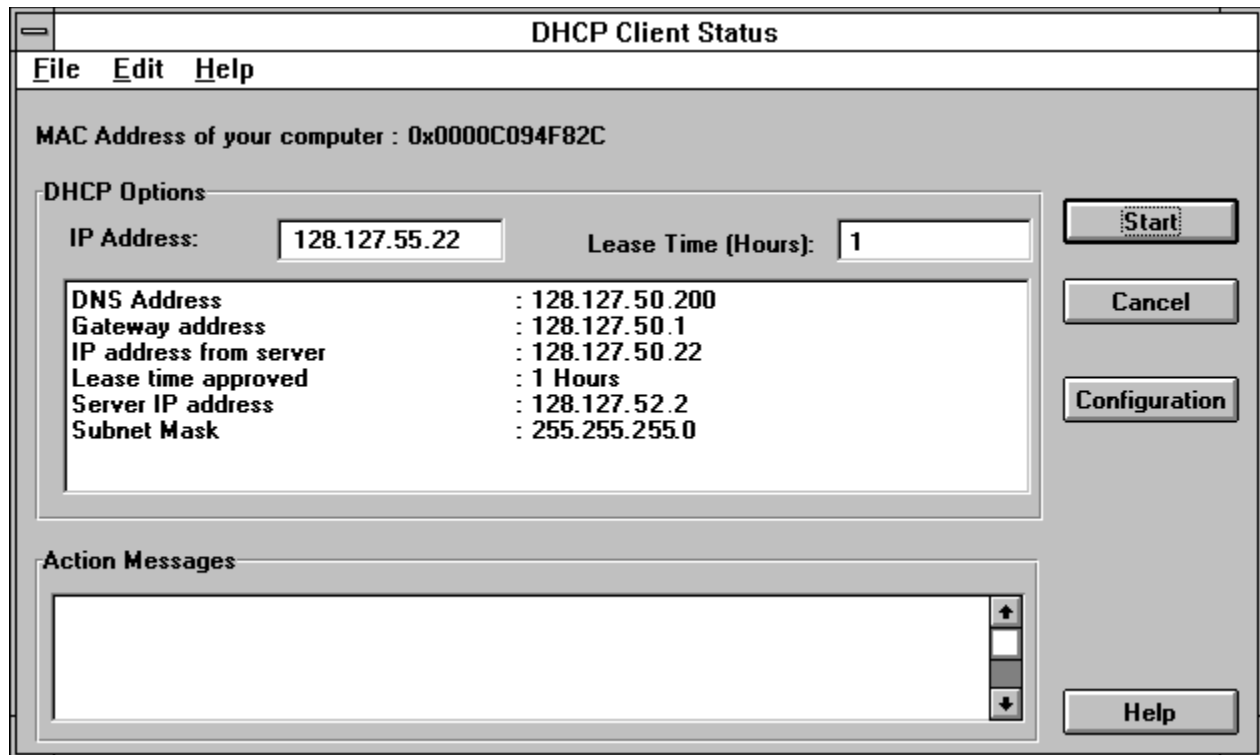 DHCP Client Status
File Edit Help
MAC Address of your computer : 0x0000C094F82C
DHCP Options
IP Address: 128.127.55.22 Lease Time (Hours): 1
Start
DNS Address : 128.127.50.200
Gateway address : 128.127.50.1
IP address from server : 128.127.50.22
Lease time approved : 1 Hours
Server IP address : 128.127.52.2
Subnet Mask : 255.255.255.0
Cancel
Configuration
Action Messages
Help